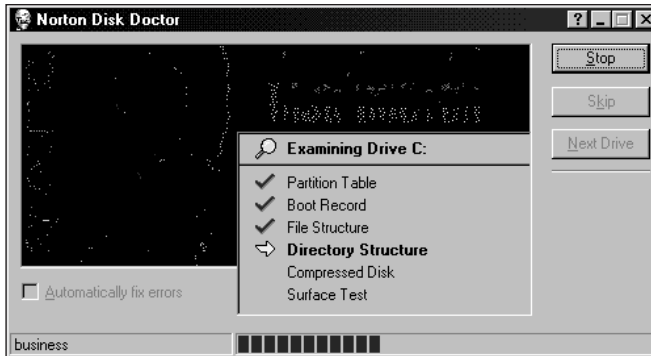 Norton Disk Doctor
Stop
Skip
Next Drive
Examining Drive C:
Partition Table
Boot Record
File Structure
Directory Structure
Compressed Disk
Surface Test
Automatically fix errors
business